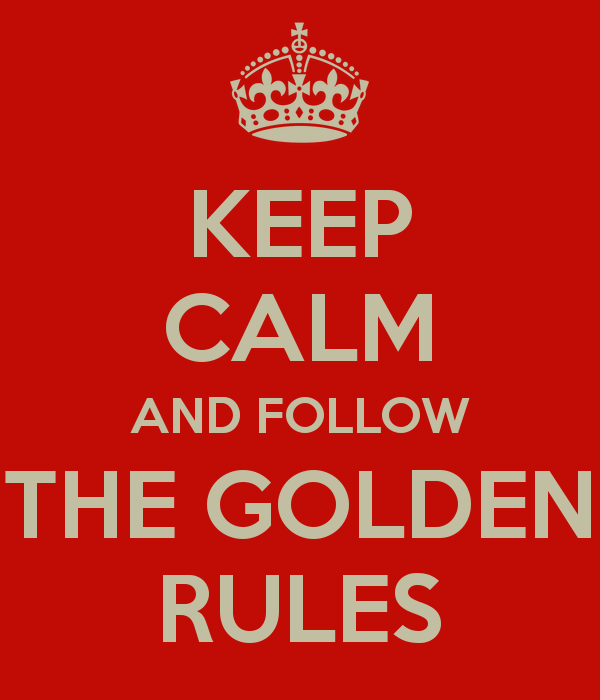 KEEP
CALM
AND FOLLOW
THE GOLDEN
RULES